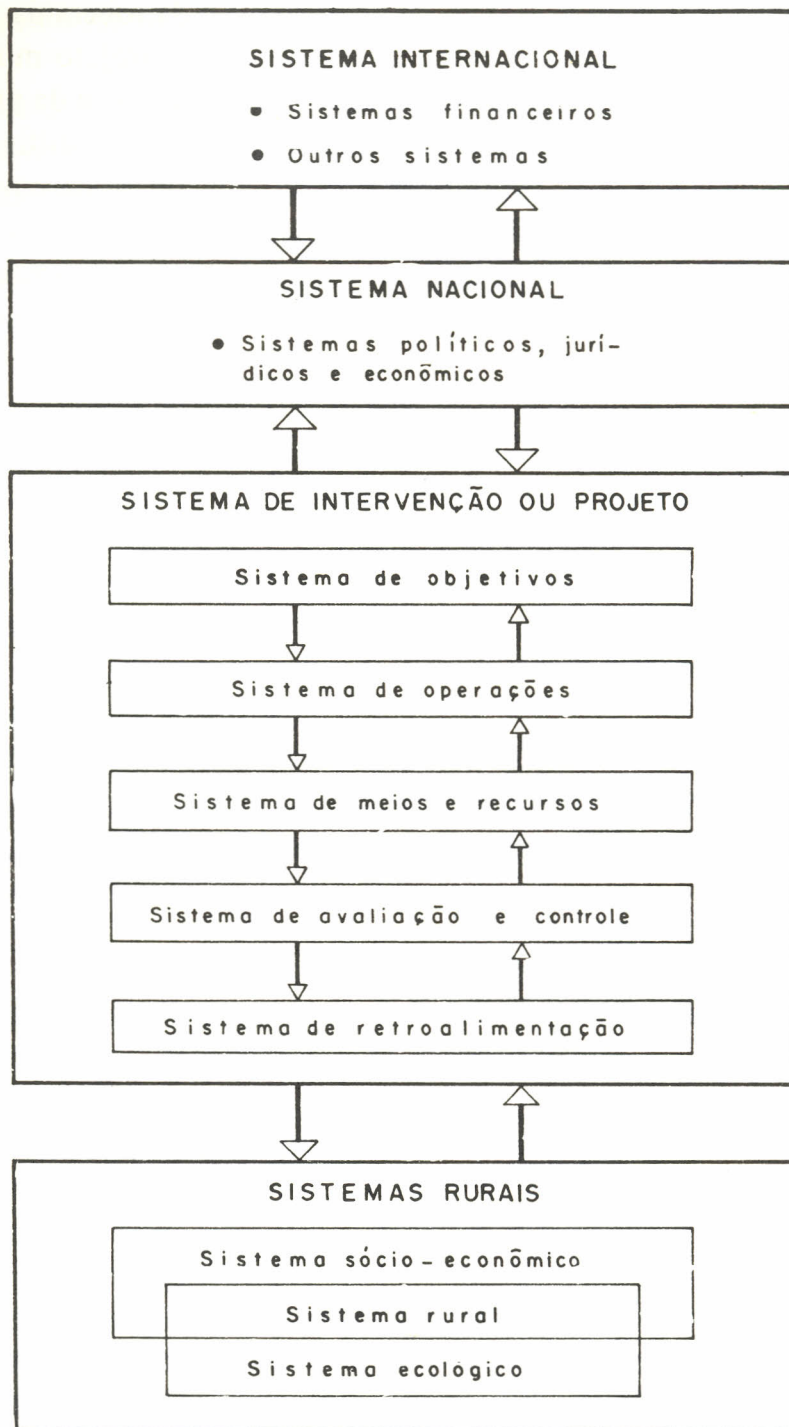 SISTEMA INTERNACIONAL
• Sistemas financeiros
• Outros sistemas
SISTEMA NACIONAL
• Sistemas políticos, jurí-
dicos e econômicos
SISTEMA DE INTERVENÇÃO OU PROJETO
Sistema de objetivos
Sistema de operações
Sistema de meios e recursos
Sistema de avaliação e controle
Sistema de retroalimentação
SISTEMAS RURAIS
Sistema sócio-econômico
Sistema rural
Sistema ecológico